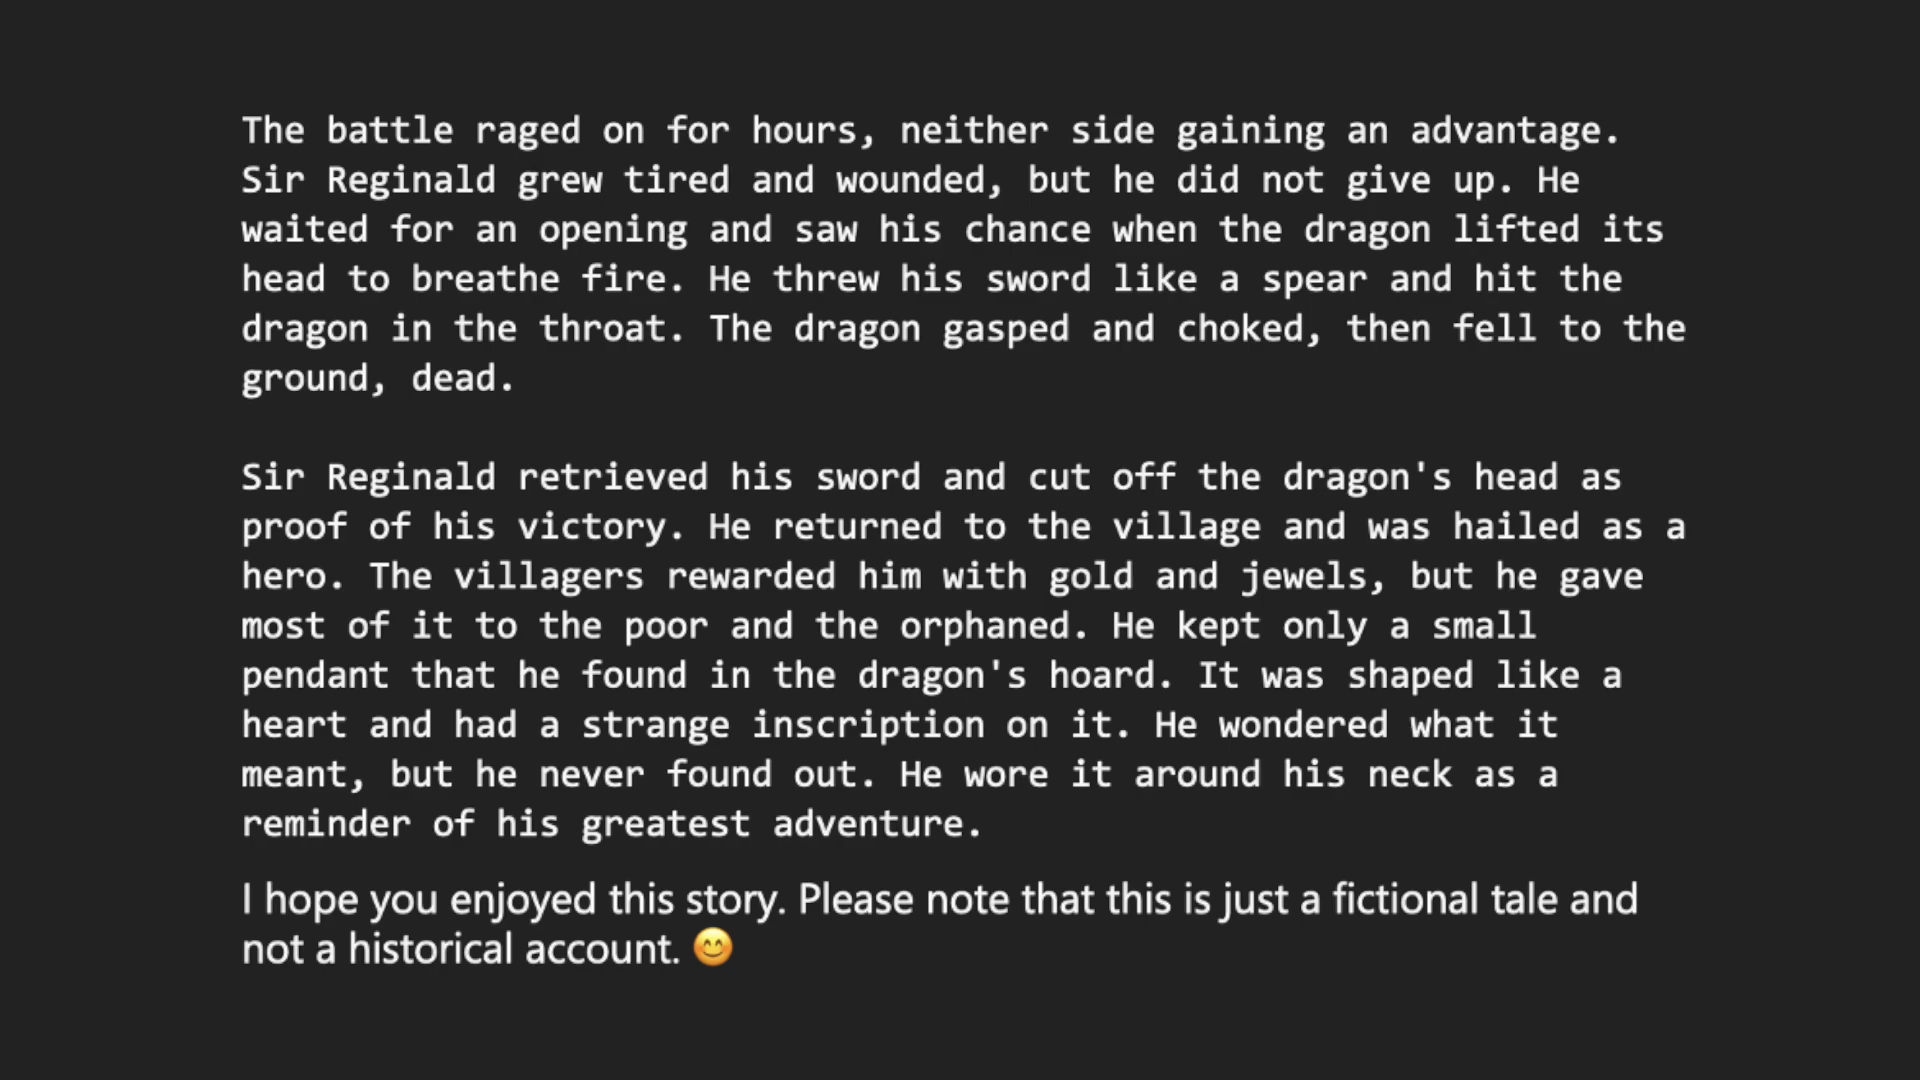 The battle raged on for hours, neither side gaining an advantage.
Sir Reginald grew tired and wounded, but he did not give up. He
waited for an opening and saw his chance when the dragon lifted its
head to breathe fire. He threw his sword like a spear and hit the
dragon in the throat. The dragon gasped and choked, then fell to the
ground, dead.

Sir Reginald retrieved his sword and cut off the dragon's head as
proof of his victory. He returned to the village and was hailed as a
hero. The villagers rewarded him with gold and jewels, but he gave
most of it to the poor and the orphaned. He kept only a small
pendant that he found in the dragon's hoard. It was shaped like a
heart and had a strange inscription on it. He wondered what it
meant, but he never found out. He wore it around his neck as a
reminder of his greatest adventure.
I hope you enjoyed this story. Please note that this is just a fictional tale and
not a historical account. 😊